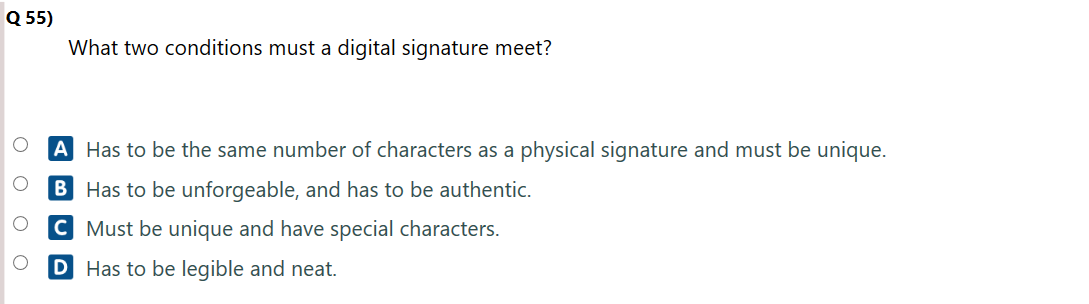 Q 55)
What two conditions must a digital signature meet?
A Has to be the same number of characters as a physical signature and must be unique.
B Has to be unforgeable, and has to be authentic.
C Must be unique and have special characters.
D Has to be legible and neat.